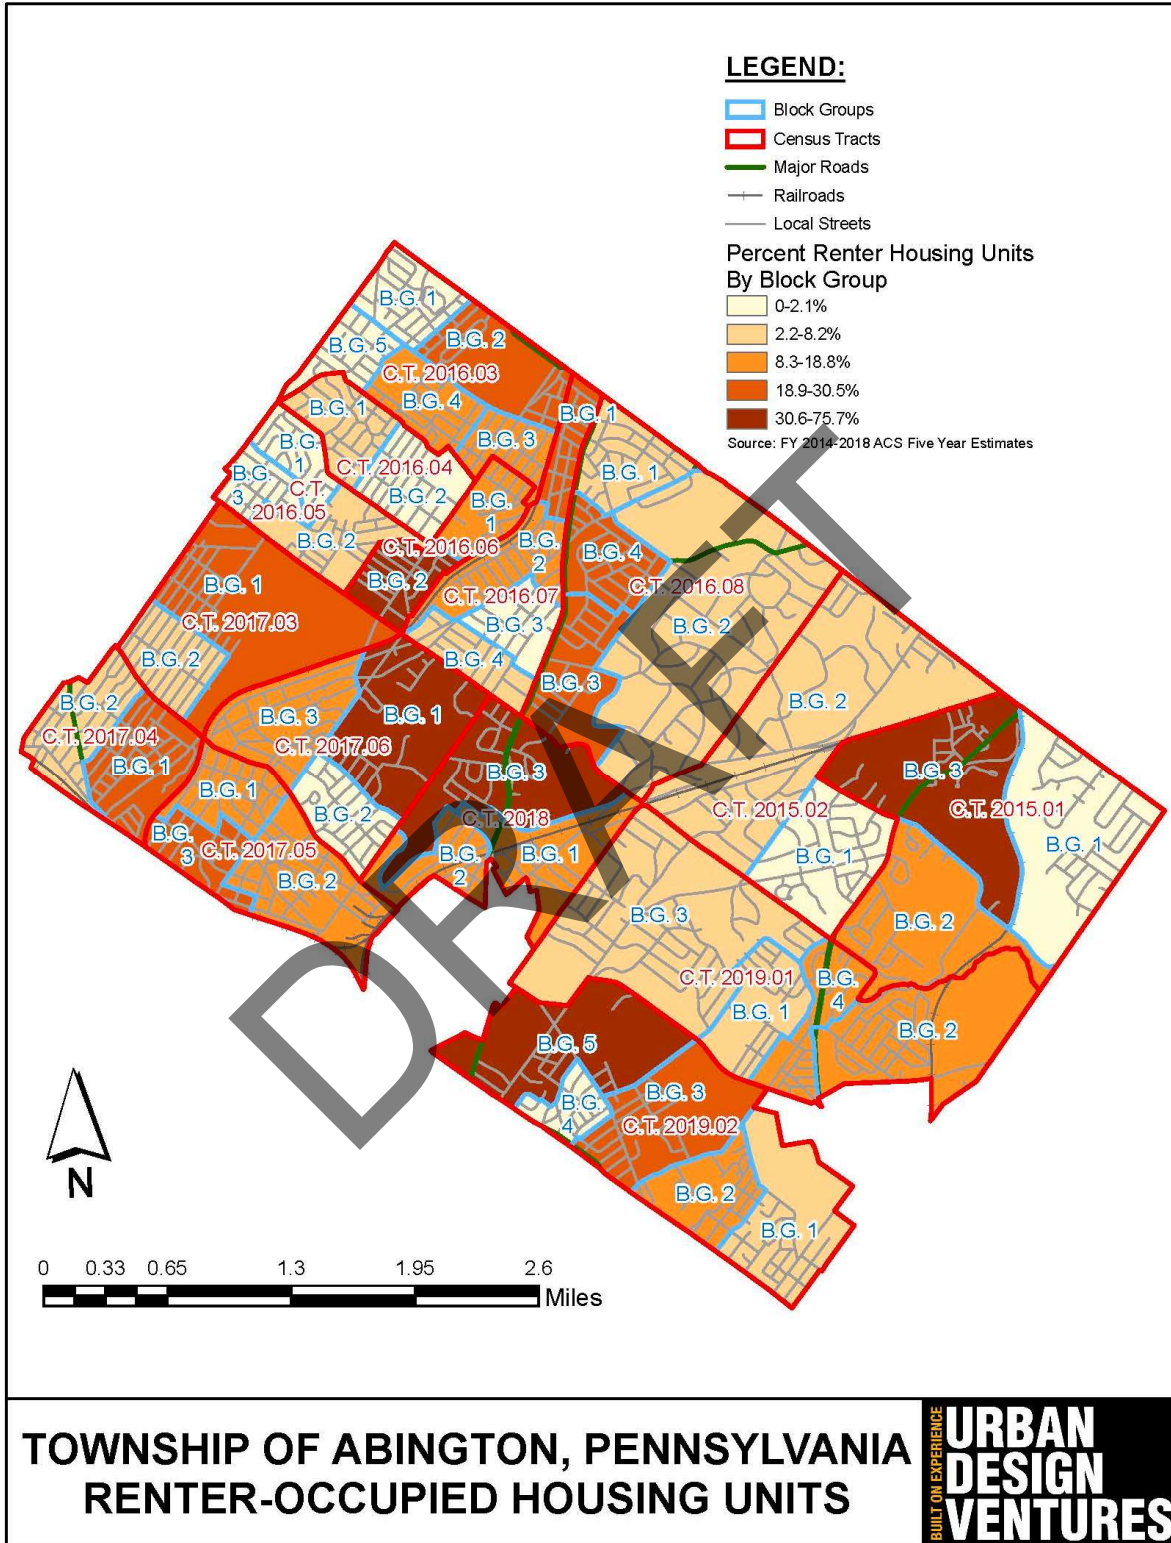 LEGEND:
Block Groups
Census Tracts
Major Roads
Railroads
Local Streets
Percent Renter Housing Units
By Block Group
0-2.1%
2.2-8.2%
8.3-18.8%
18.9-30.5%
30.6-75.7%
Source: FY 2014-2018 ACS Five Year Estimates
B.G. 1
B.G. 5
B.G. 2
C.T. 2016.03
B.G. 4
B.G. 3
B.G. 1
B.G. 1
B.G. 1
B.G.
1
B.G.
3
C.T.
2016.05
B.G. 2
C.T. 2016.04
B.G. 2
B.G.
1
B.G.
2
C.T. 2016.06
B.G. 2
C.T. 2016.07
B.G. 3
B.G. 4
B.G. 4
C.T. 2016.08
B.G. 2
B.G. 3
B.G. 1
C.T. 2017.03
B.G. 2
B.G. 2
C.T. 2017.04
B.G. 1
B.G. 3
C.T. 2017.06
B.G. 1
B.G. 2
B.G. 1
B.G.
3
C.T. 2017.05
B.G. 2
B.G. 3
C.T. 2018
B.G.
2
B.G. 1
B.G. 2
C.T. 2015.02
B.G. 1
B.G. 3
C.T. 2015.01
B.G. 1
B.G. 2
B.G. 3
C.T. 2019.01
B.G. 1
B.G.
4
B.G. 2
B.G. 5
B.G.
4
B.G. 3
C.T. 2019.02
B.G. 2
B.G. 1
DRAFT
N
0 0.33 0.65 1.3 1.95 2.6
Miles
TOWNSHIP OF ABINGTON, PENNSYLVANIA
RENTER-OCCUPIED HOUSING UNITS
BUILT ON EXPERIENCE
URBAN
DESIGN
VENTURES